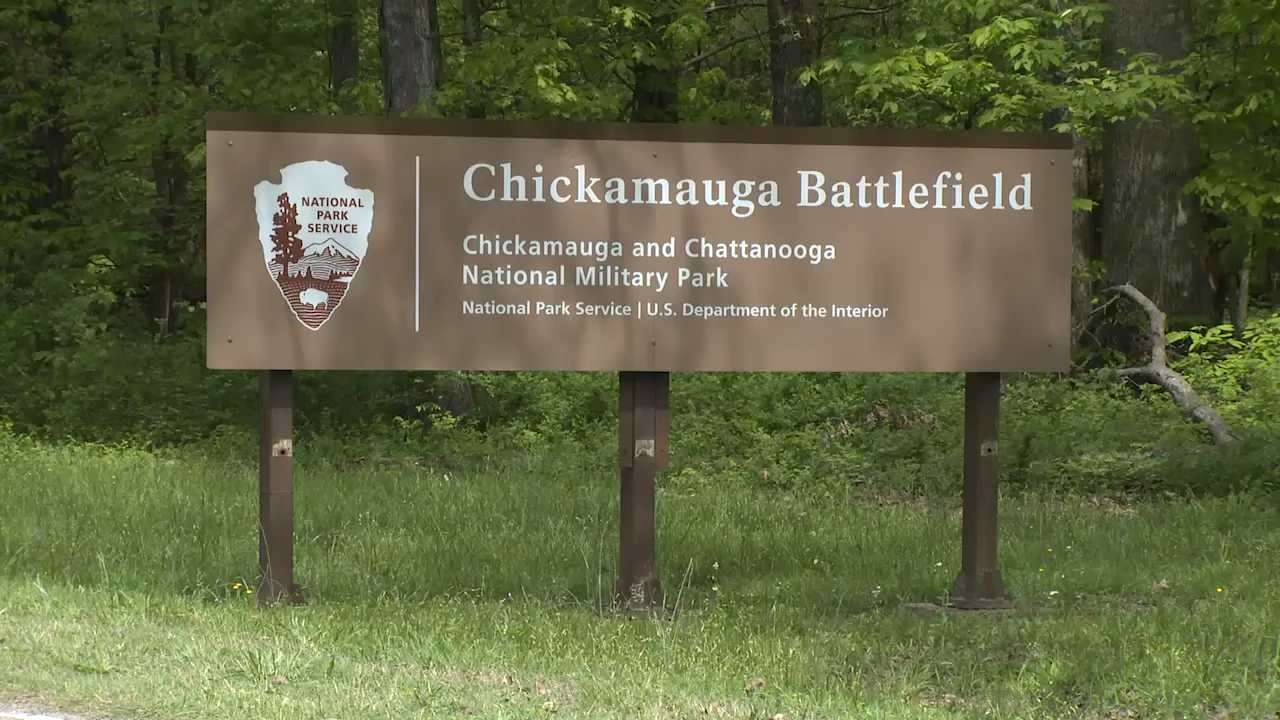 NATIONAL
PARK
SERVICE
Chickamauga Battlefield
Chickamauga and Chattanooga
National Military Park
National Park Service | U.S. Department of the Interior